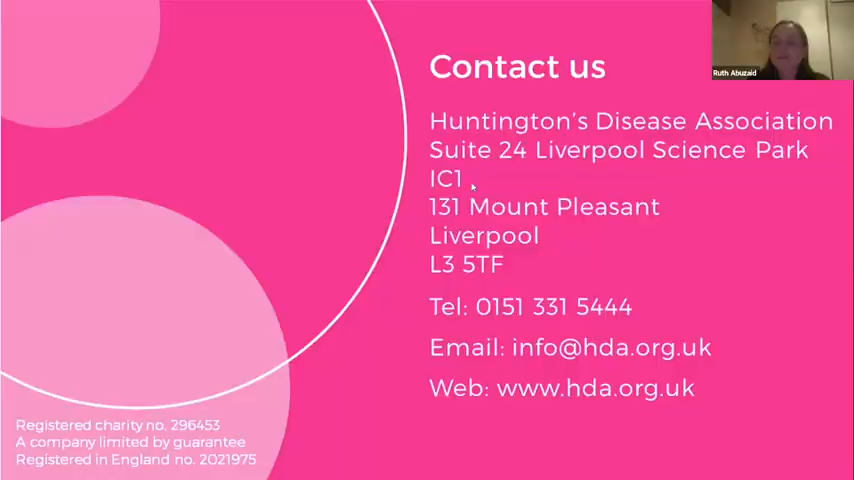 Contact us
Huntington's Disease Association
Suite 24 Liverpool Science Park
IC1
131 Mount Pleasant
Liverpool
L3 5TF
Tel: 0151 331 5444
Email: info@hda.org.uk
Web: www.hda.org.uk
Registered charity no. 296453
A company limited by guarantee
Registered in England no. 2021975
Ruth Abuzaid